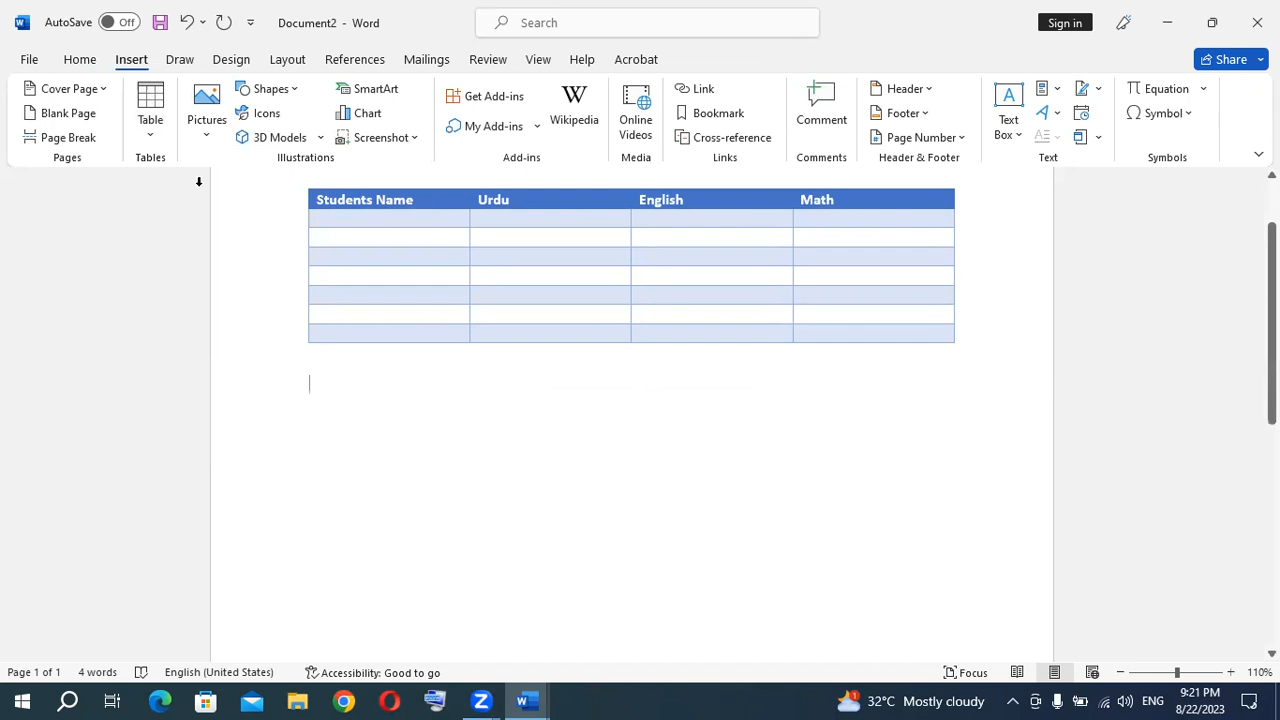 AutoSave Off Document2 - Word Search Sign in
File Home Insert Draw Design Layout References Mailings Review View Help Acrobat Share
Cover Page
Blank Page
Page Break
Pages
Table
Tables
Pictures
Shapes
Icons
3D Models
SmartArt
Chart
Screenshot
Illustrations
Get Add-ins
My Add-ins
W
Wikipedia
Add-ins
Online
Videos
Media
Link
Bookmark
Cross-reference
Links
Comment
Comments
Header
Footer
Page Number
Header & Footer
Text
Box
Text
Equation
Symbol
Symbols
Students Name Urdu English Math
Page 1 of 1 4 words English (United States) Accessibility: Good to go Focus 110%
32°C Mostly cloudy ENG 9:21 PM
8/22/2023